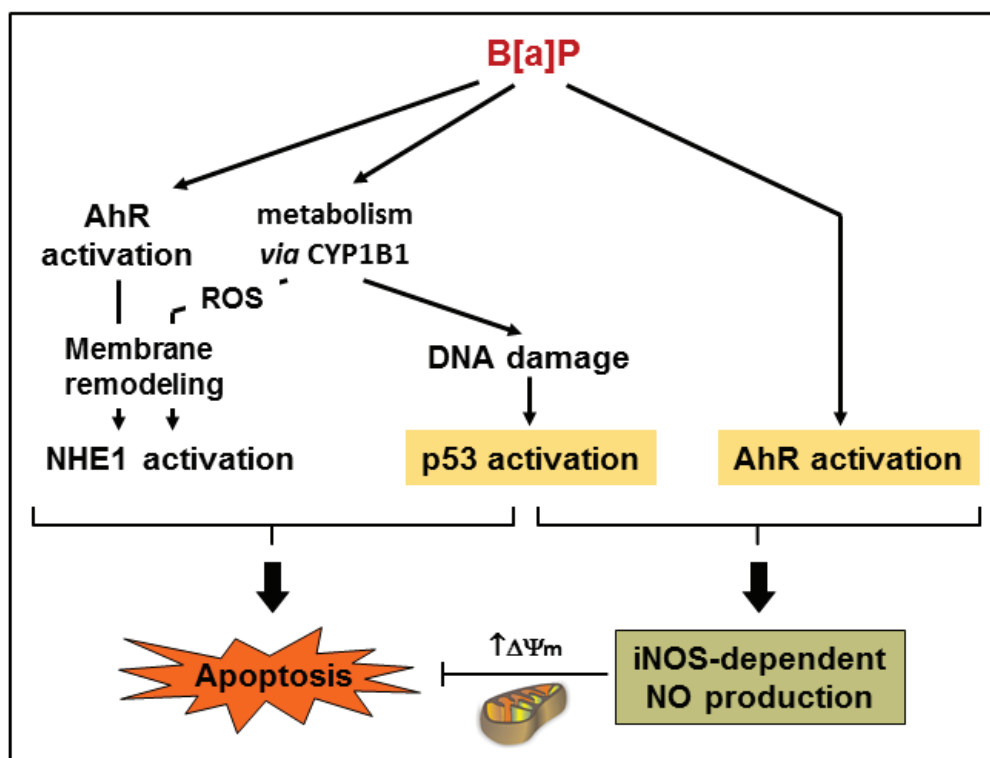 B[a]P
AhR
activation
metabolism
via CYP1B1
ROS
Membrane
remodeling
DNA damage
NHE1 activation
p53 activation
AhR activation
Apoptosis
↑ΔΨm
iNOS-dependent
NO production